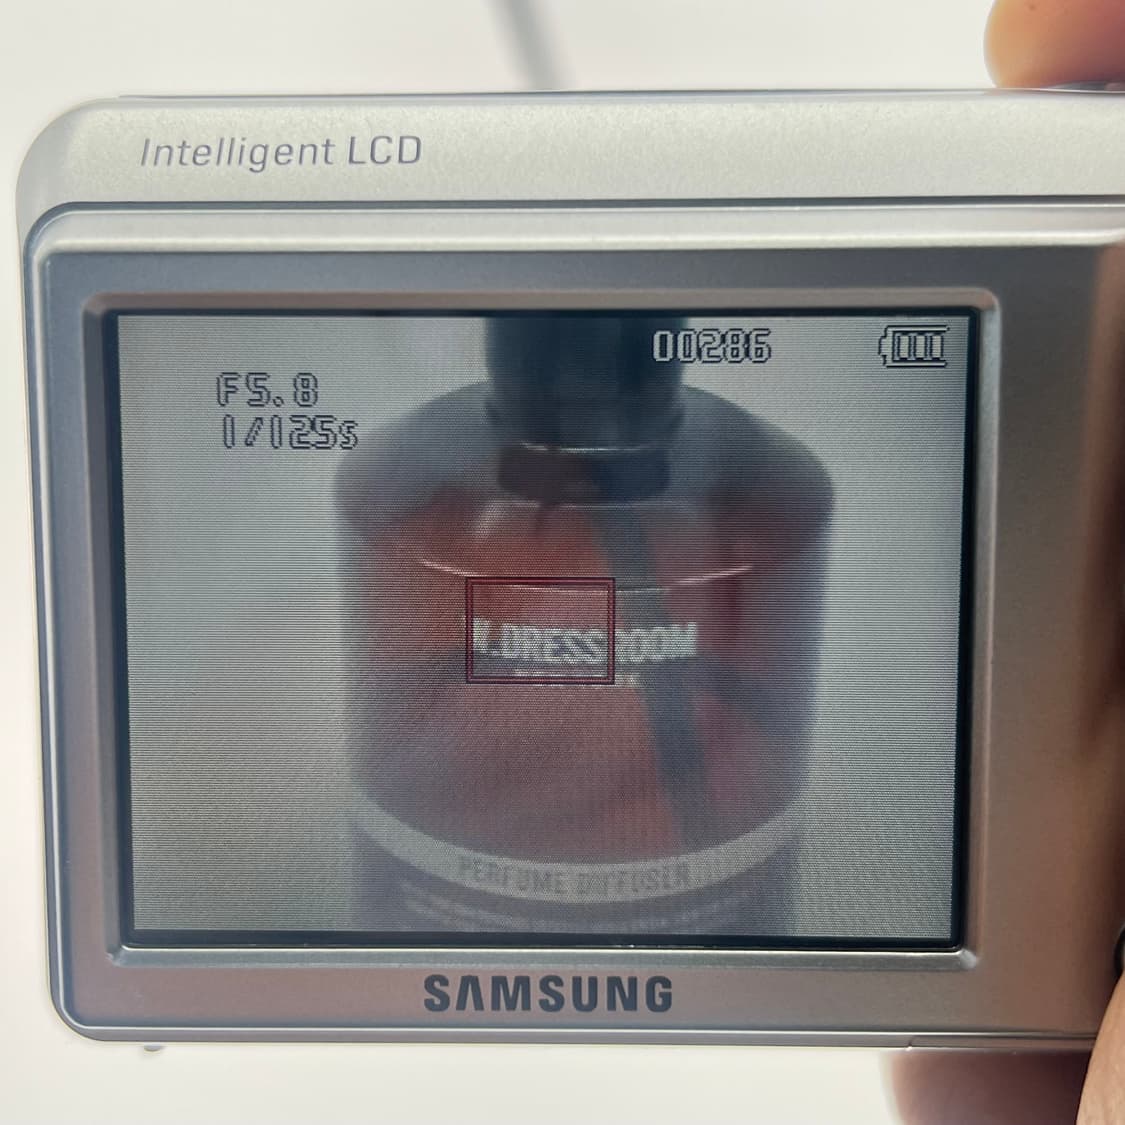 Intelligent LCD
00286
F5.8
1/125s
.DRESSROOM
PERFUME DIFFUSER
SAMSUNG